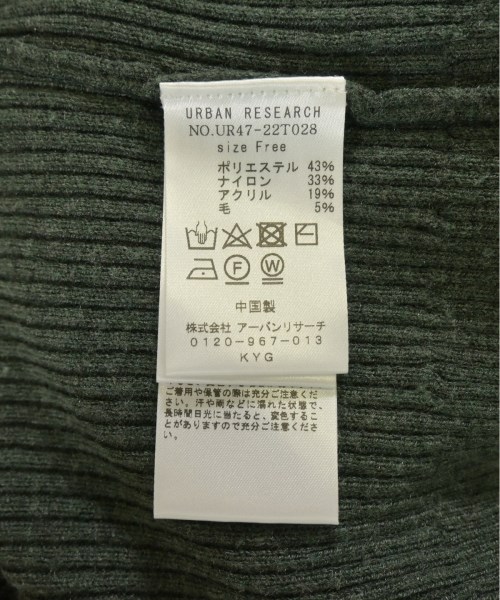 URBAN RESEARCH
NO.UR47-22T028
size Free
ポリエステル 43%
ナイロン 33%
アクリル 19%
毛 5%
F W
中国製
株式会社 アーバンリサーチ
0120-967-013
KYG
ご着用や保管の際は充分ご注意くだ
さい。汗や雨などに濡れた状態で、
長時間日光に当たると、変色するこ
とがありますので充分ご注意ください。